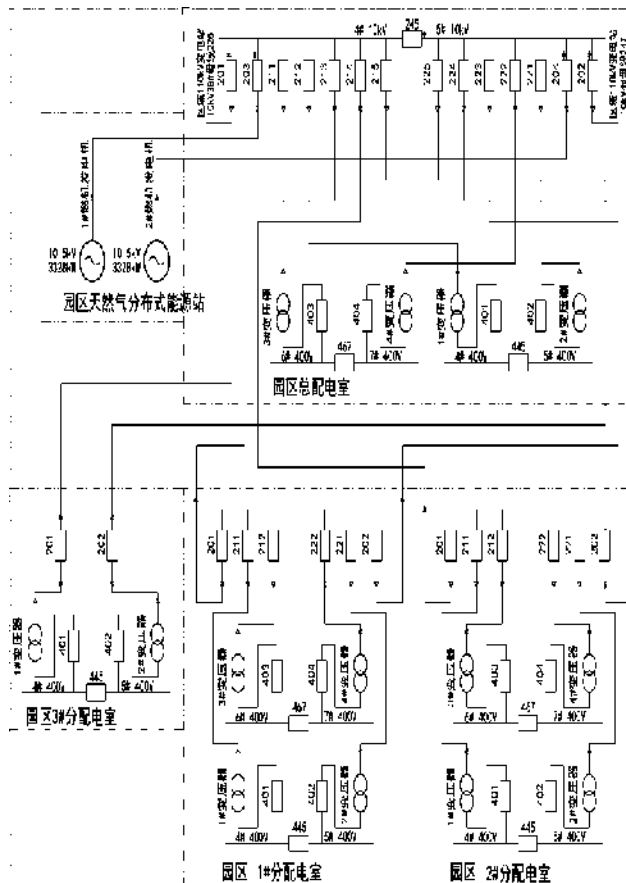 4# 10kV
245
5# 10kV
201
203
211
212
213
214
215
225
224
223
222
221
204
202
1#燃机发电机
2#燃机发电机
10.5kV
3328kW
10.5kV
3328kW
园区天然气分布式能源站
3#变压器
403
404
4#变压器
1#变压器
401
402
2#变压器
6# 400V
467
7# 400V
4# 400V
445
5# 400V
园区总配电室
201
202
201
211
212
222
221
202
201
211
212
222
221
202
1#变压器
401
402
2#变压器
4# 400V
445
5# 400V
园区3#分配电室
3#变压器
403
404
4#变压器
6# 400V
467
7# 400V
3#变压器
403
404
4#变压器
6# 400V
467
7# 400V
1#变压器
401
402
2#变压器
4# 400V
445
5# 400V
1#变压器
401
402
2#变压器
4# 400V
445
5# 400V
园区 1#分配电室
园区 2#分配电室